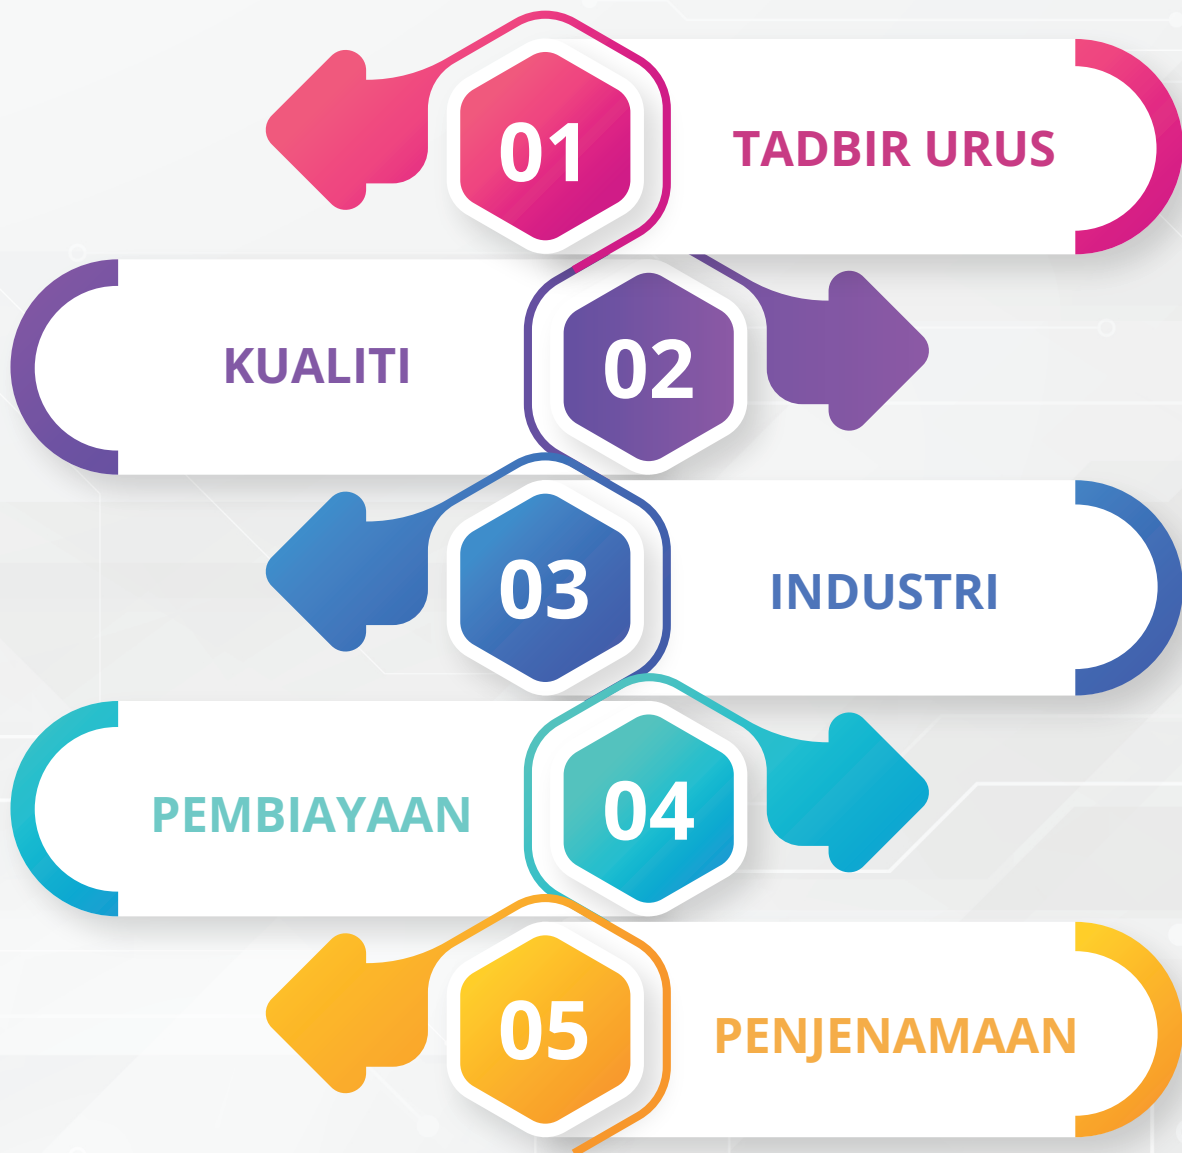 01
TADBIR URUS
KUALITI
02
03
INDUSTRI
PEMBIAYAAN
04
05
PENJENAMAAN